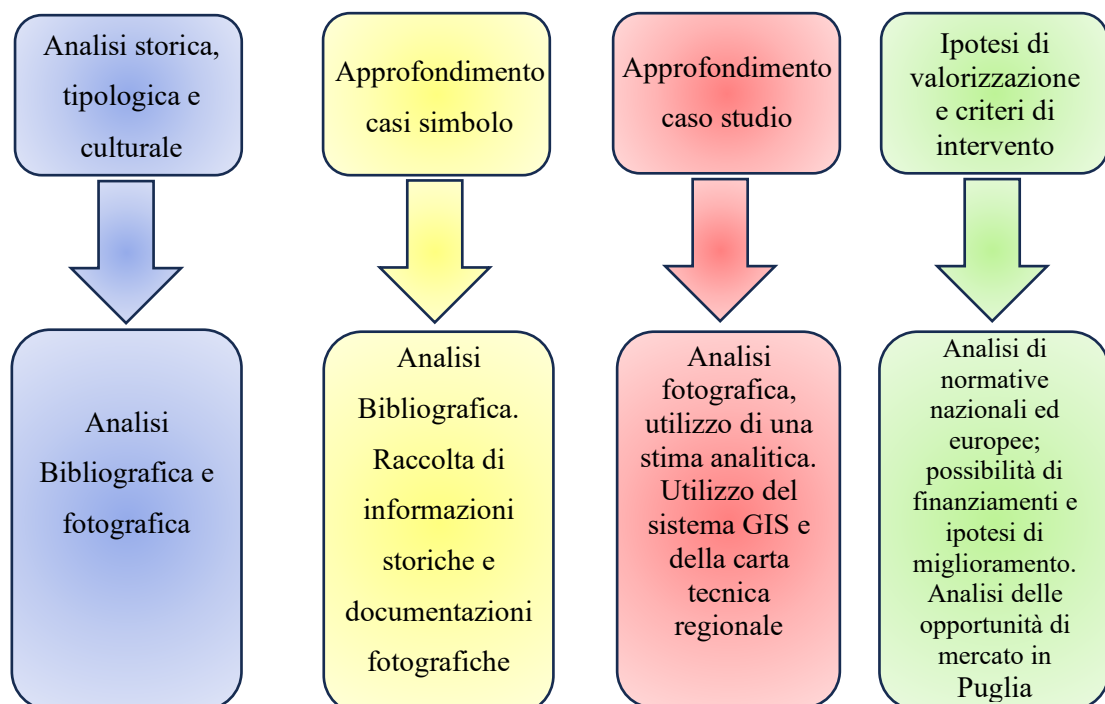 Analisi storica,
tipologica e
culturale
Approfondimento
casi simbolo
Approfondimento
caso studio
Ipotesi di
valorizzazione
e criteri di
intervento
Analisi
Bibliografica e
fotografica
Analisi
Bibliografica.
Raccolta di
informazioni
storiche e
documentazioni
fotografiche
Analisi
fotografica,
utilizzo di una
stima analitica.
Utilizzo del
sistema GIS e
della carta
tecnica
regionale
Analisi di
normative
nazionali ed
europee;
possibilità di
finanziamenti e
ipotesi di
miglioramento.
Analisi delle
opportunità di
mercato in
Puglia